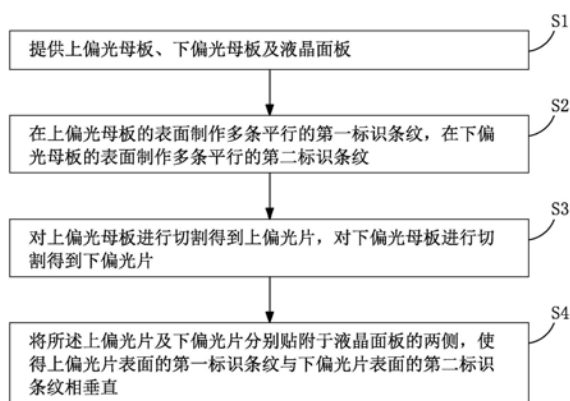 S1
提供上偏光母板、下偏光母板及液晶面板
S2
在上偏光母板的表面制作多条平行的第一标识条纹，在下偏
光母板的表面制作多条平行的第二标识条纹
S3
对上偏光母板进行切割得到上偏光片，对下偏光母板进行切
割得到下偏光片
S4
将所述上偏光片及下偏光片分别贴附于液晶面板的两侧，使
得上偏光片表面的第一标识条纹与下偏光片表面的第二标识
条纹相垂直